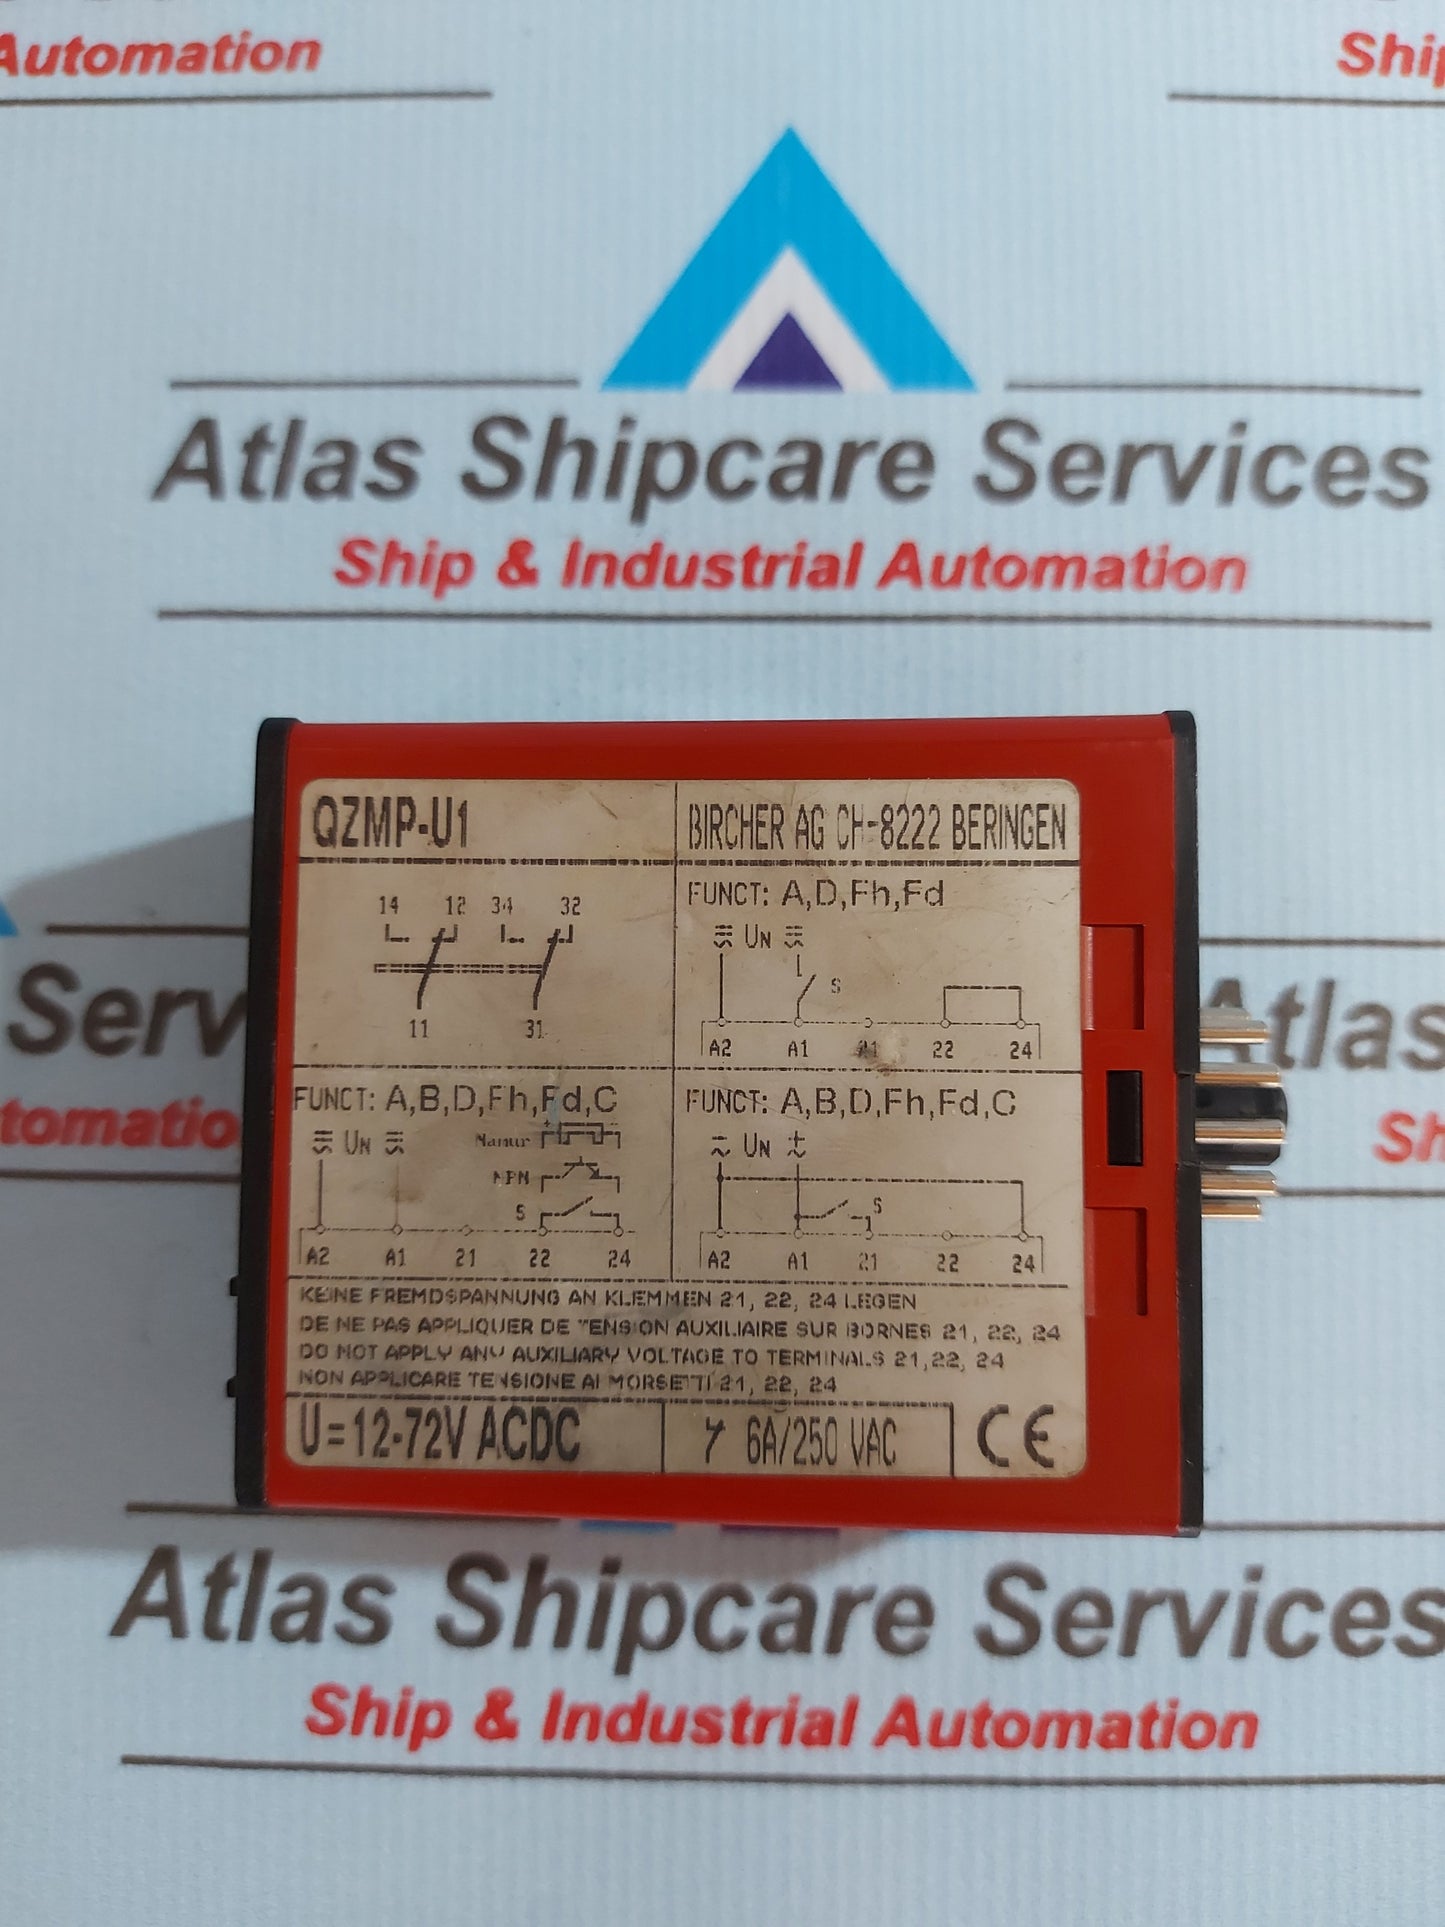 Automation
Ship
Atlas Shipcare Services
Ship & Industrial Automation
QZMP-U1
BIRCHER AG CH-8222 BERINGEN
14 12 34 32
11 31
FUNCT: A,D,Fh,Fd
UN
S
A2 A1 21 22 24
FUNCT: A,B,D,Fh,Fd,C
UN
Namur
NPN
S
A2 A1 21 22 24
FUNCT: A,B,D,Fh,Fd,C
UN
S
A2 A1 21 22 24
KEINE FREMDSPANNUNG AN KLEMMEN 21, 22, 24 LEGEN
DE NE PAS APPLIQUER DE TENSION AUXILIAIRE SUR BORNES 21, 22, 24
DO NOT APPLY ANY AUXILIARY VOLTAGE TO TERMINALS 21,22, 24
NON APPLICARE TENSIONE AI MORSETTI 21, 22, 24
U=12-72V ACDC
6A/250 VAC
CE
Serv
tomatio
Atlas
Sh
Atlas Shipcare Services
Ship & Industrial Automation